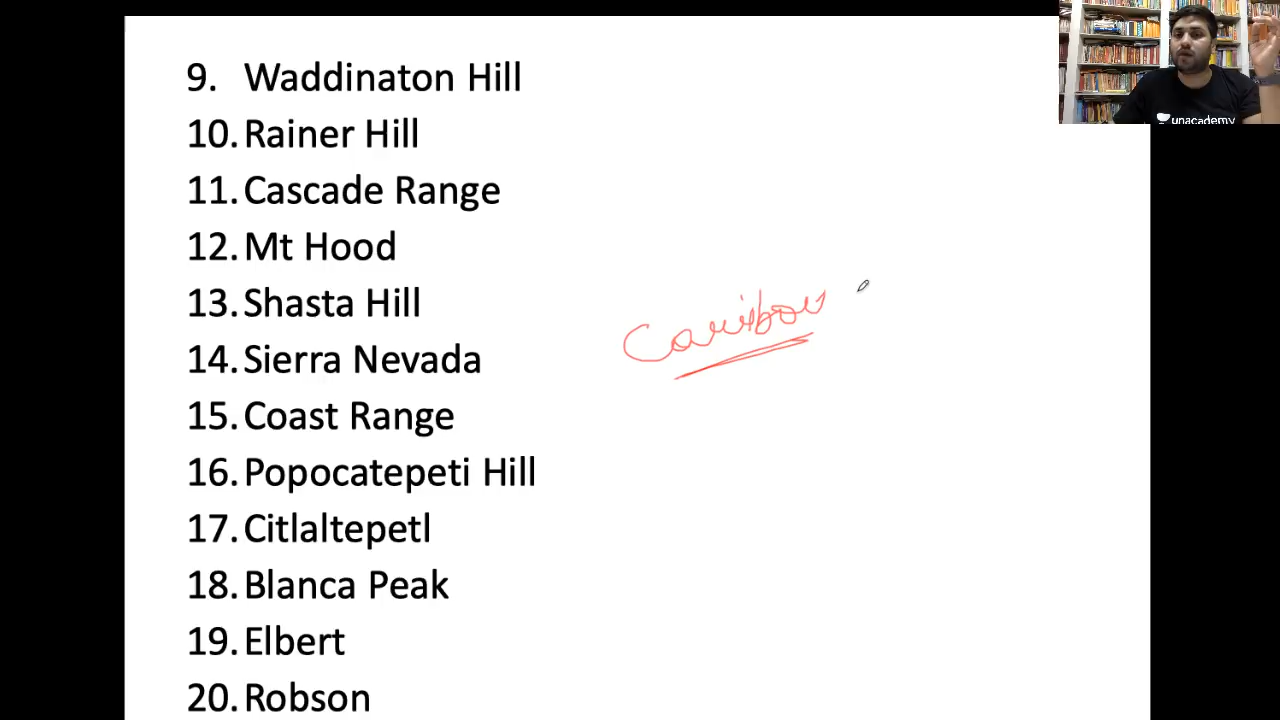 9. Waddinaton Hill
10. Rainer Hill
11. Cascade Range
12. Mt Hood
13. Shasta Hill
14. Sierra Nevada
15. Coast Range
16. Popocatepeti Hill
17. Citlaltepetl
18. Blanca Peak
19. Elbert
20. Robson
Caribou
unacademy